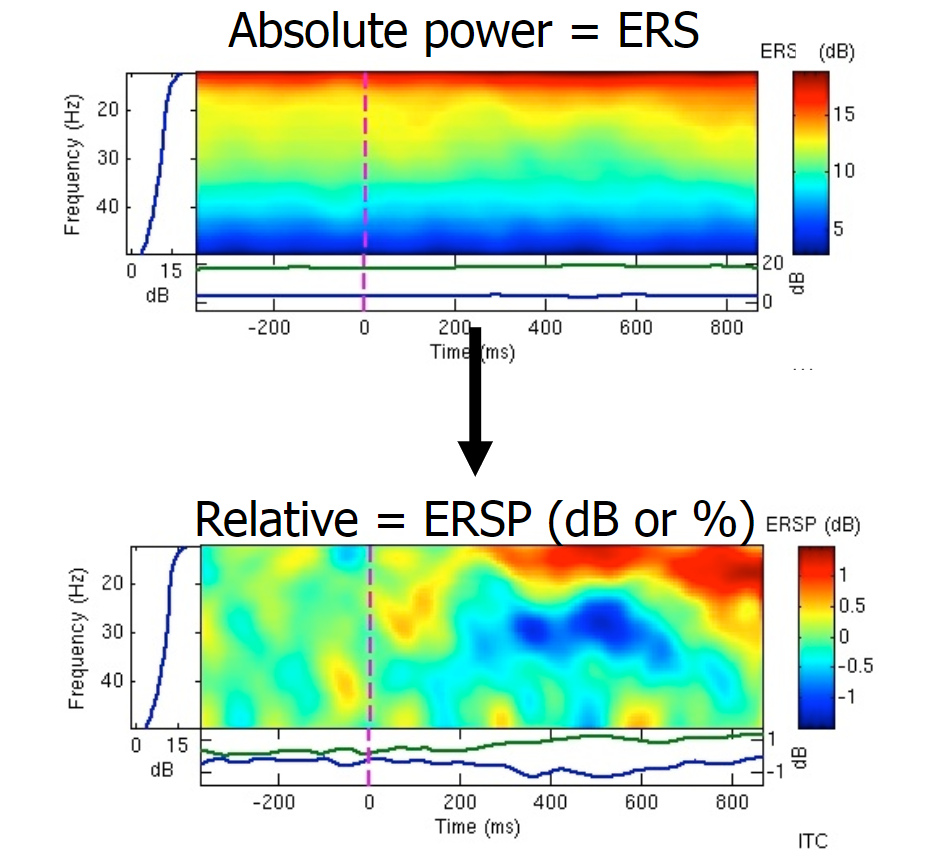 Absolute power = ERS
ERS (dB)
Frequency (Hz)
20
30
40
15
10
5
0 15
dB
20
0
dB
-200 0 200 400 600 800
Time (ms)
...
Relative = ERSP (dB or %)
ERSP (dB)
Frequency (Hz)
20
30
40
1
0.5
0
-0.5
-1
0 15
dB
1
-1
dB
-200 0 200 400 600 800
Time (ms)
ITC